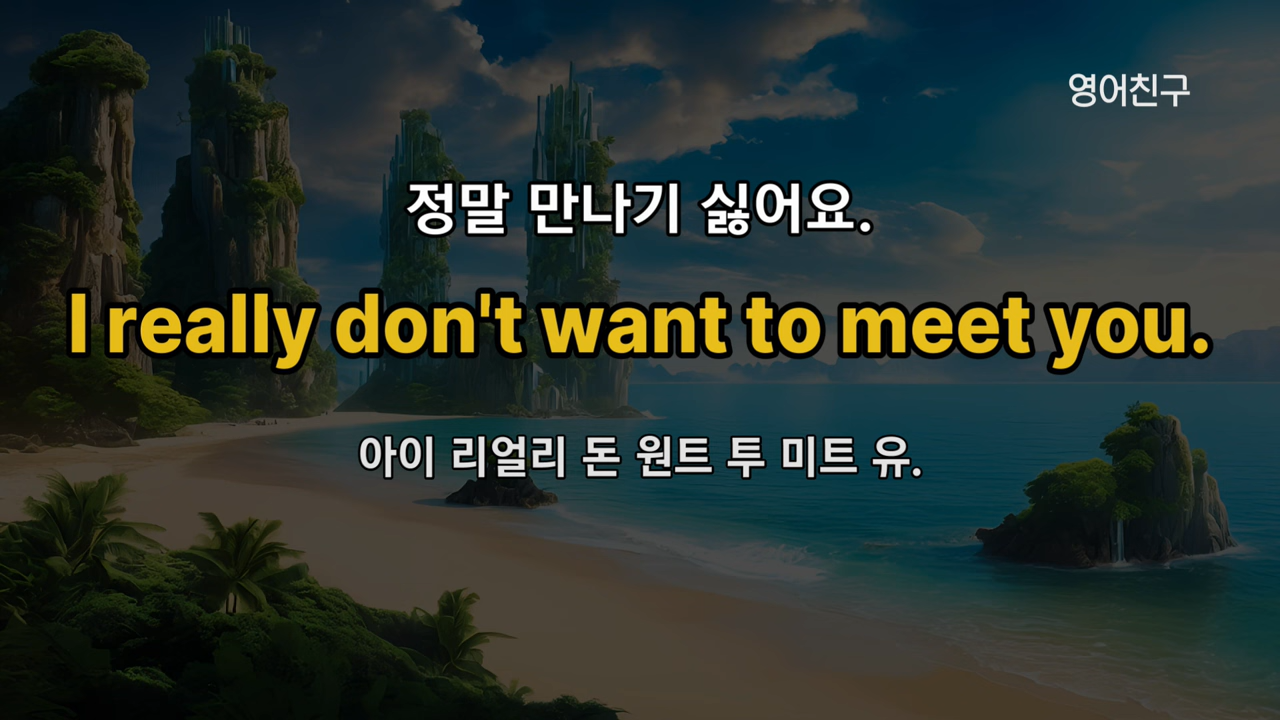 영어친구
정말 만나기 싫어요.
I really don't want to meet you.
아이 리얼리 돈 원트 투 미트 유.